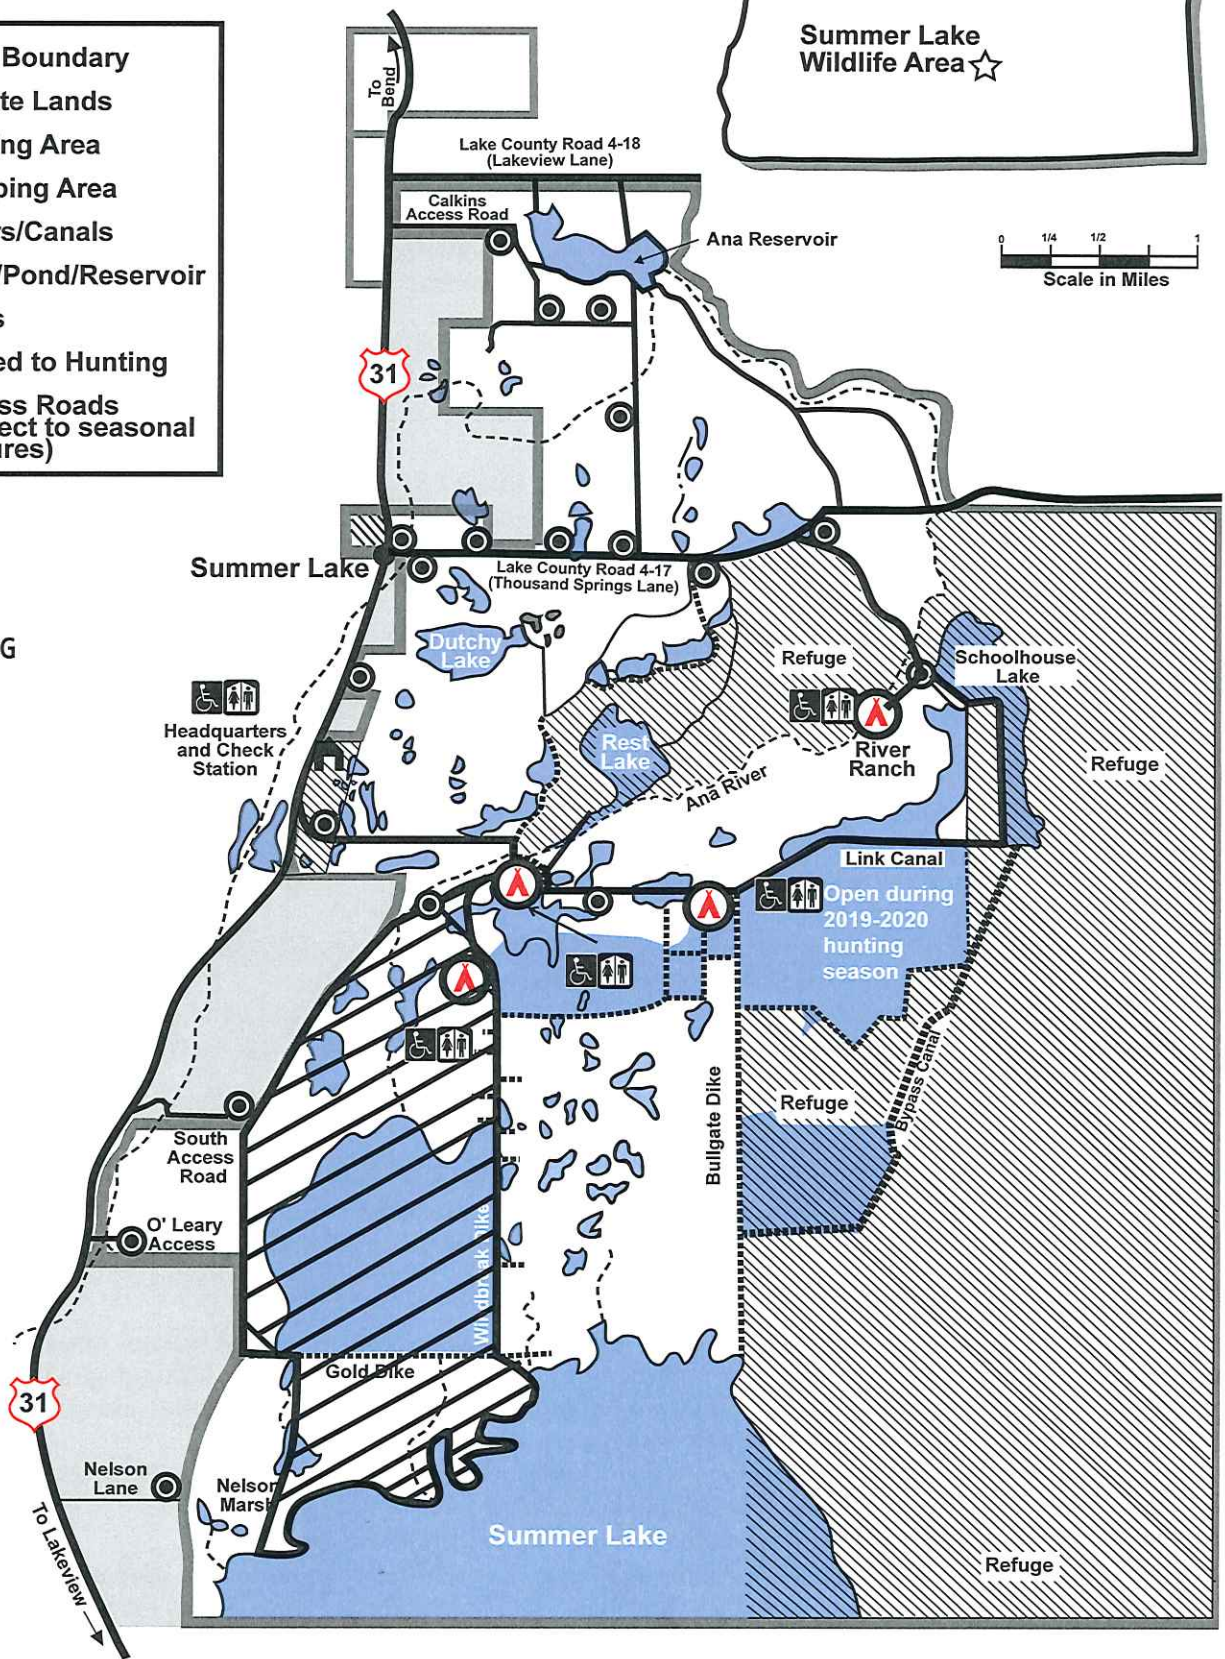 Boundary
te Lands
ng Area
ping Area
rs/Canals
/Pond/Reservoir
s
ed to Hunting
ss Roads
ect to seasonal
ures)
G
Summer Lake
Wildlife Area
To
Bend
Lake County Road 4-18
(Lakeview Lane)
Calkins
Access Road
Ana Reservoir
0 1/4 1/2 1
Scale in Miles
31
Summer Lake
Lake County Road 4-17
(Thousand Springs Lane)
Dutchy
Lake
Refuge
Schoolhouse
Lake
Headquarters
and Check
Station
Rest
Lake
River
Ranch
Refuge
Ana River
Link Canal
Open during
2019-2020
hunting
season
Bypass Canal
Bullgate Dike
Refuge
South
Access
Road
O' Leary
Access
Windbreak Dike
Gold Dike
31
Nelson
Lane
Nelson
Marsh
To Lakeview
Summer Lake
Refuge